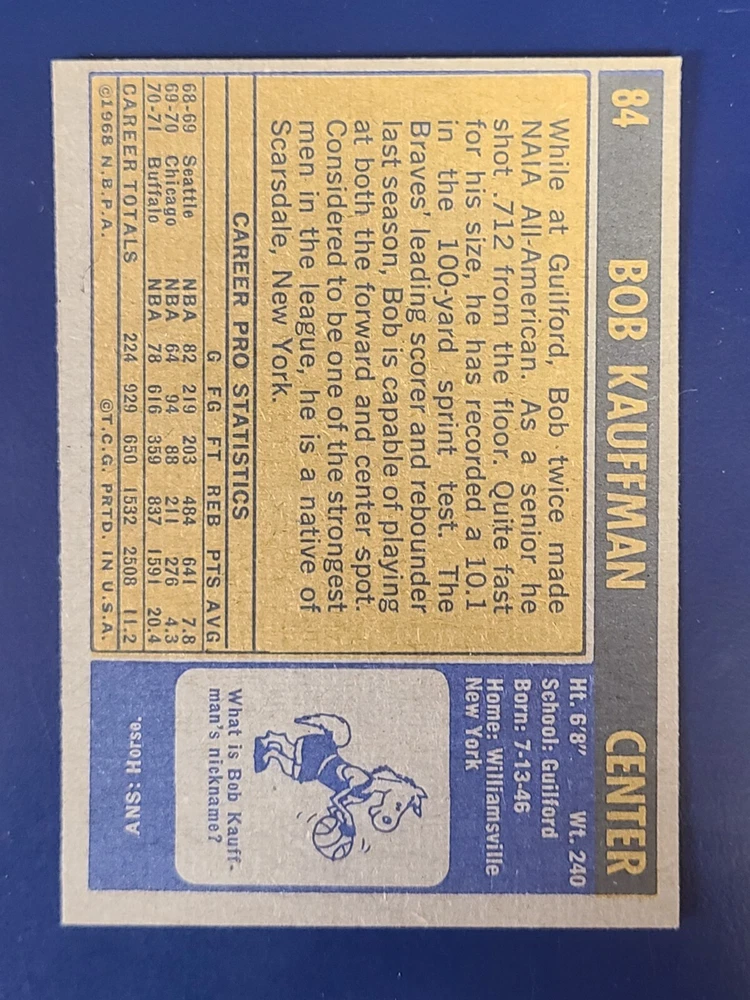 84 BOB KAUFFMAN CENTER
While at Guilford, Bob twice made
NAIA All-American. As a senior he
shot .712 from the floor. Quite fast
for his size, he has recorded a 10.1
in the 100-yard sprint test. The
Braves' leading scorer and rebounder
last season, Bob is capable of playing
at both the forward and center spot.
Considered to be one of the strongest
men in the league, he is a native of
Scarsdale, New York.
CAREER PRO STATISTICS
G FG FT REB PTS AVG
68-69 Seattle NBA 82 219 203 484 641 7.8
69-70 Chicago NBA 64 94 88 211 276 4.3
70-71 Buffalo NBA 78 616 359 837 1591 20.4
CAREER TOTALS 224 929 650 1532 2508 11.2
©1968 N.B.P.A. ©T.C.G. PRTD. IN U.S.A.
Ht. 6'8" Wt. 240
School: Guilford
Born: 7-13-46
Home: Williamsville
New York
What is Bob Kauff-
man's nickname?
ANS: Horse.